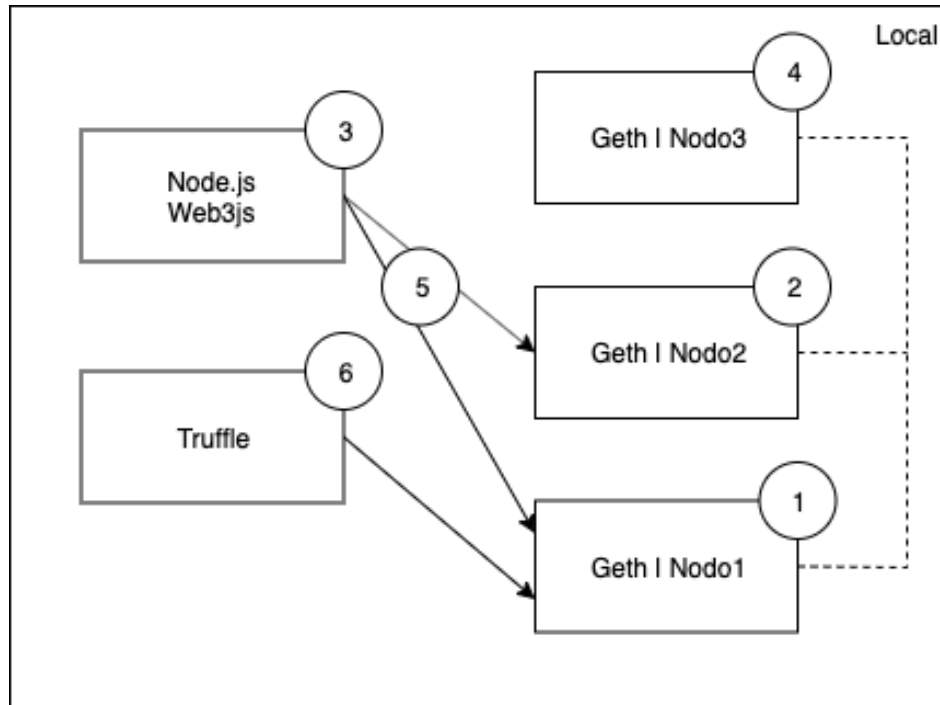 Local
4
Geth | Nodo3
3
Node.js
Web3js
2
5
Geth | Nodo2
6
Truffle
1
Geth | Nodo1